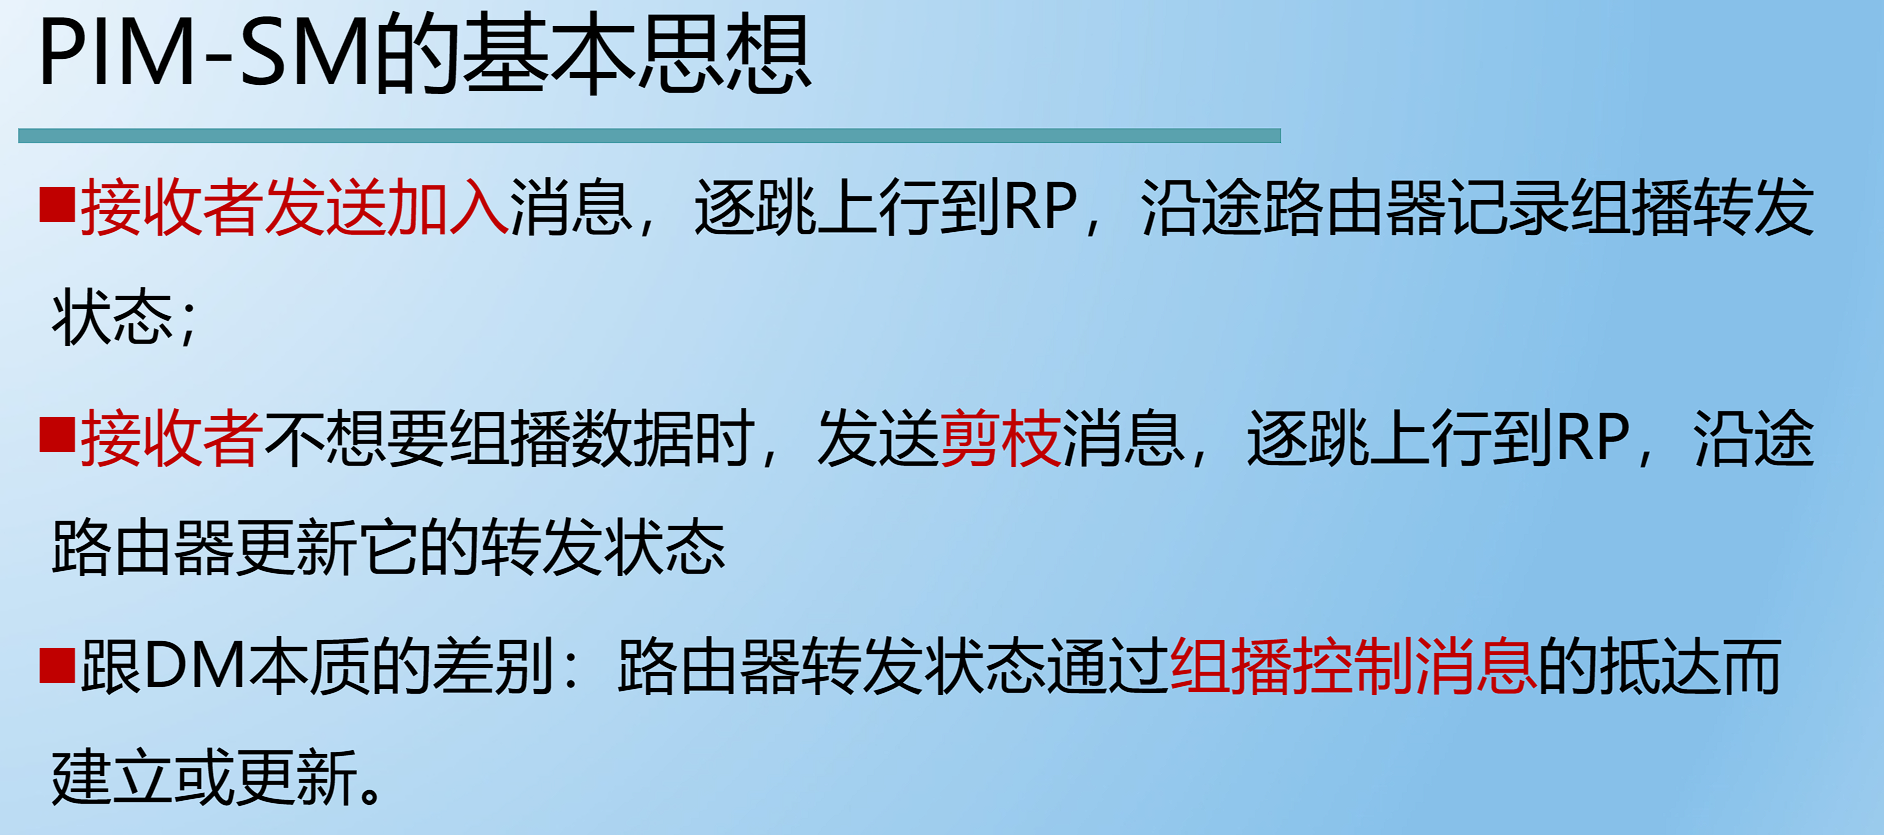 PIM-SM的基本思想
■接收者发送加入消息，逐跳上行到RP，沿途路由器记录组播转发
状态；
■接收者不想要组播数据时，发送剪枝消息，逐跳上行到RP，沿途
路由器更新它的转发状态
■跟DM本质的差别：路由器转发状态通过组播控制消息的抵达而
建立或更新。